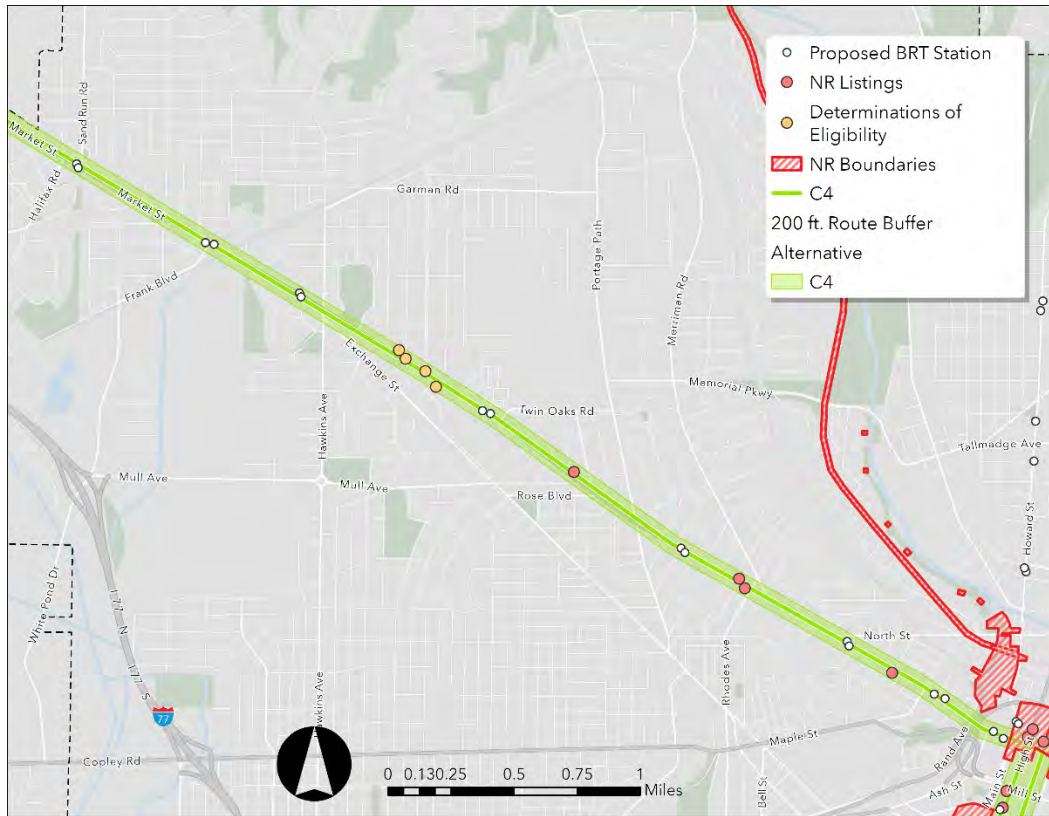 Proposed BRT Station
NR Listings
Determinations of
Eligibility
NR Boundaries
C4
200 ft. Route Buffer
Alternative
C4
Market St
Sand Run Rd
Halifax Rd
Market St
Garman Rd
Portage Path
Merriman Rd
Frank Blvd
Exchange St
Memorial Pkwy
Hawkins Ave
Twin Oaks Rd
Tallmadge Ave
Mull Ave
Mull Ave
Rose Blvd
Howard St
White Pond Dr
I 77 N
I 77 S
North St
Rhodes Ave
77
Hawkins Ave
Maple St
Rand Ave
High St
Copley Rd
Bell St
Ash St
Main St
Mill St
0 0.130.25 0.5 0.75 1
Miles